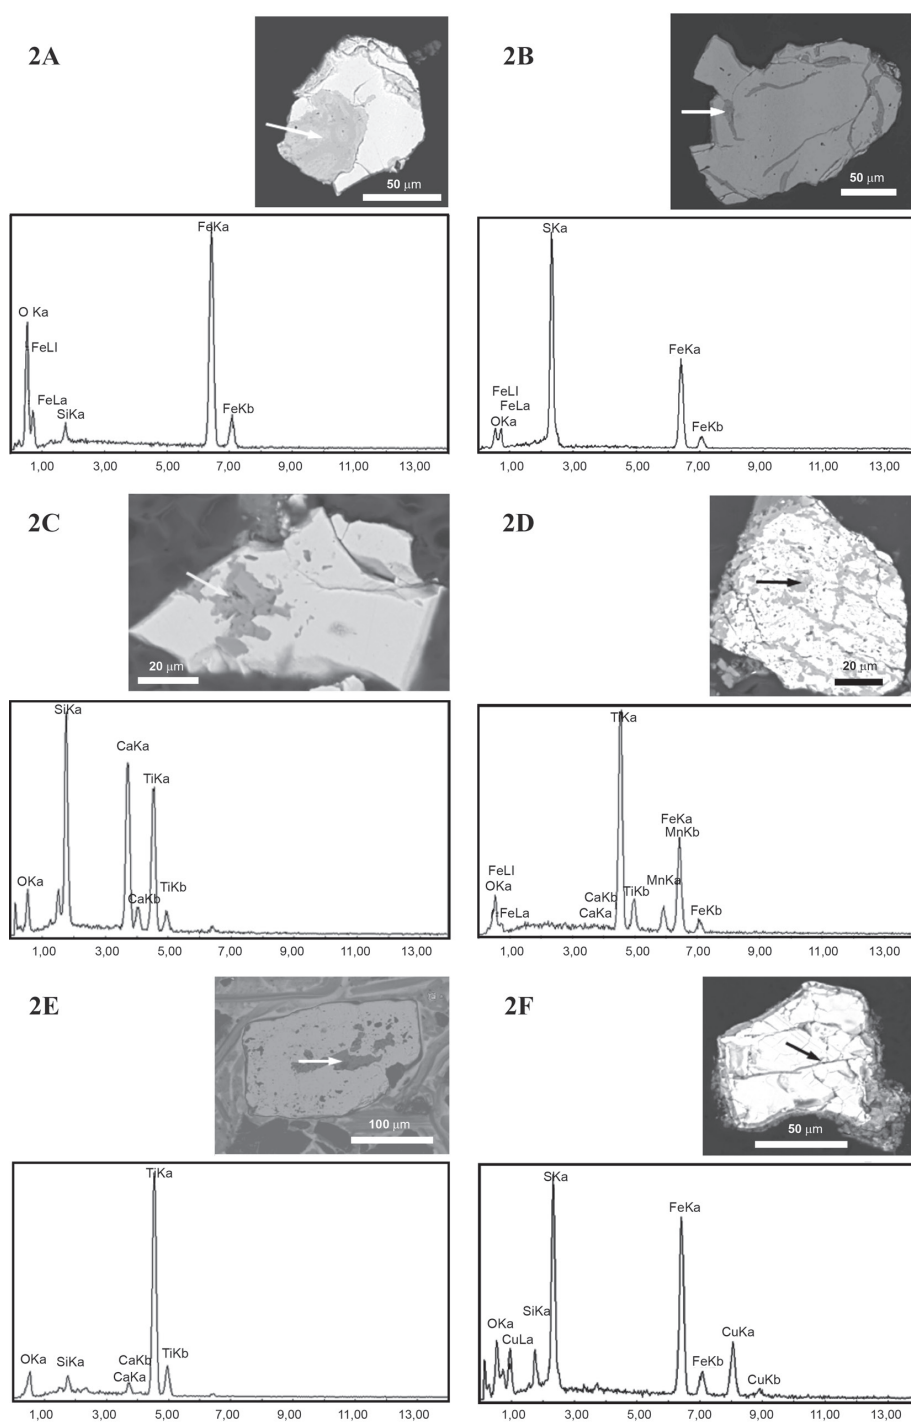 2A
50 μm
FeKa
O Ka
FeLl
FeLa
SiKa
FeKb
1,00 3,00 5,00 7,00 9,00 11,00 13,00
2B
50 μm
SKa
FeKa
FeLl
FeLa
OKa
FeKb
1,00 3,00 5,00 7,00 9,00 11,00 13,00
2C
20 μm
SiKa
CaKa
TiKa
OKa
TiKb
CaKb
1,00 3,00 5,00 7,00 9,00 11,00 13,00
2D
20 μm
TiKa
FeKa
MnKb
FeLl
OKa
MnKa
CaKb
TiKb
FeLa
CaKa
FeKb
1,00 3,00 5,00 7,00 9,00 11,00 13,00
2E
100 μm
TiKa
OKa
SiKa
CaKb
TiKb
CaKa
1,00 3,00 5,00 7,00 9,00 11,00 13,00
2F
50 μm
SKa
FeKa
SiKa
OKa
CuLa
CuKa
FeKb
CuKb
1,00 3,00 5,00 7,00 9,00 11,00 13,00